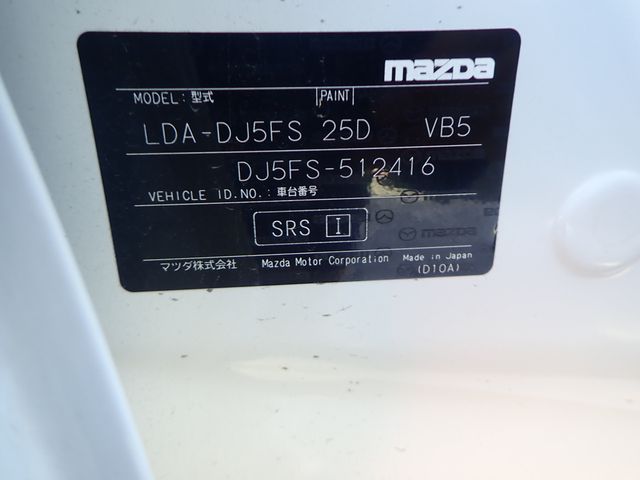 mazda
MODEL: 型式 PAINT
LDA-DJ5FS 25D VB5
DJ5FS-512416
VEHICLE ID.NO.: 車台番号
SRS I
mazda
マツダ株式会社 Mazda Motor Corporation Made in Japan
(D10A)